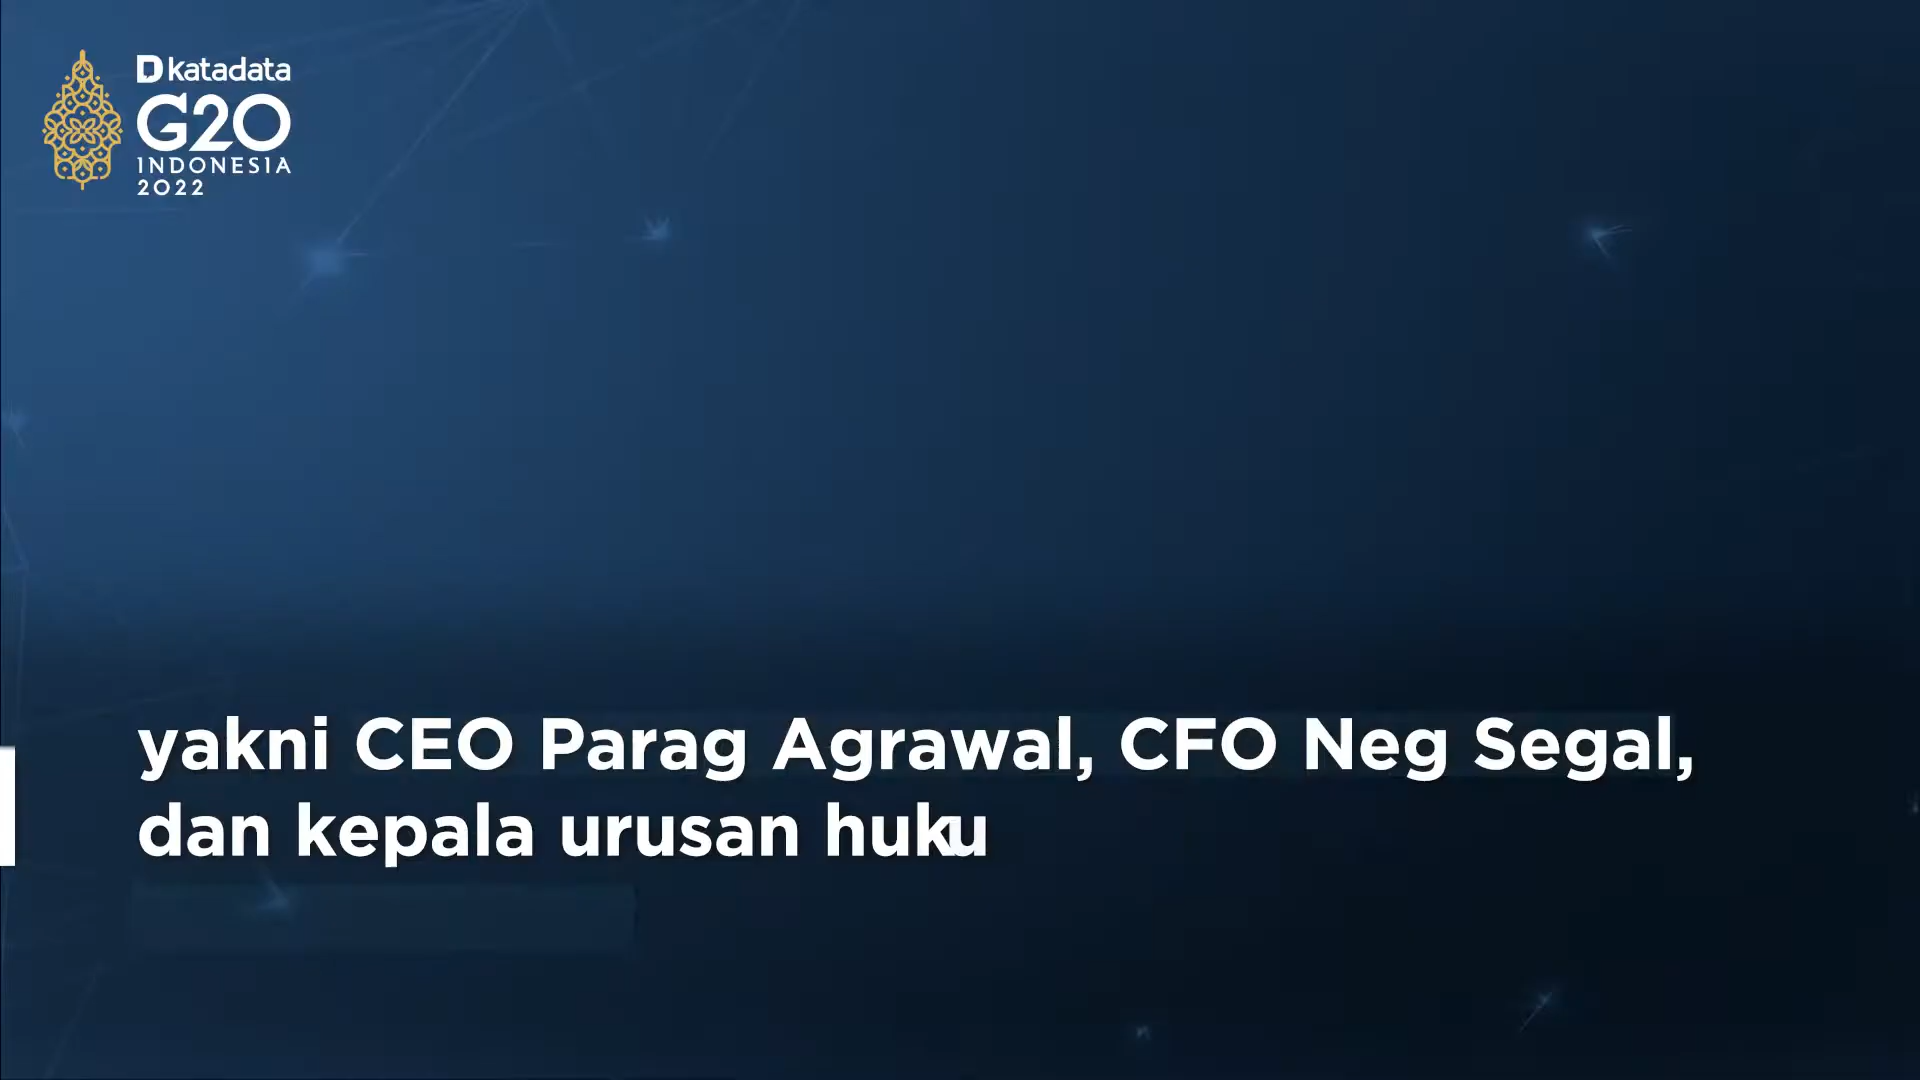 katadata
G20
INDONESIA
2022
yakni CEO Parag Agrawal, CFO Neg Segal,
dan kepala urusan huku